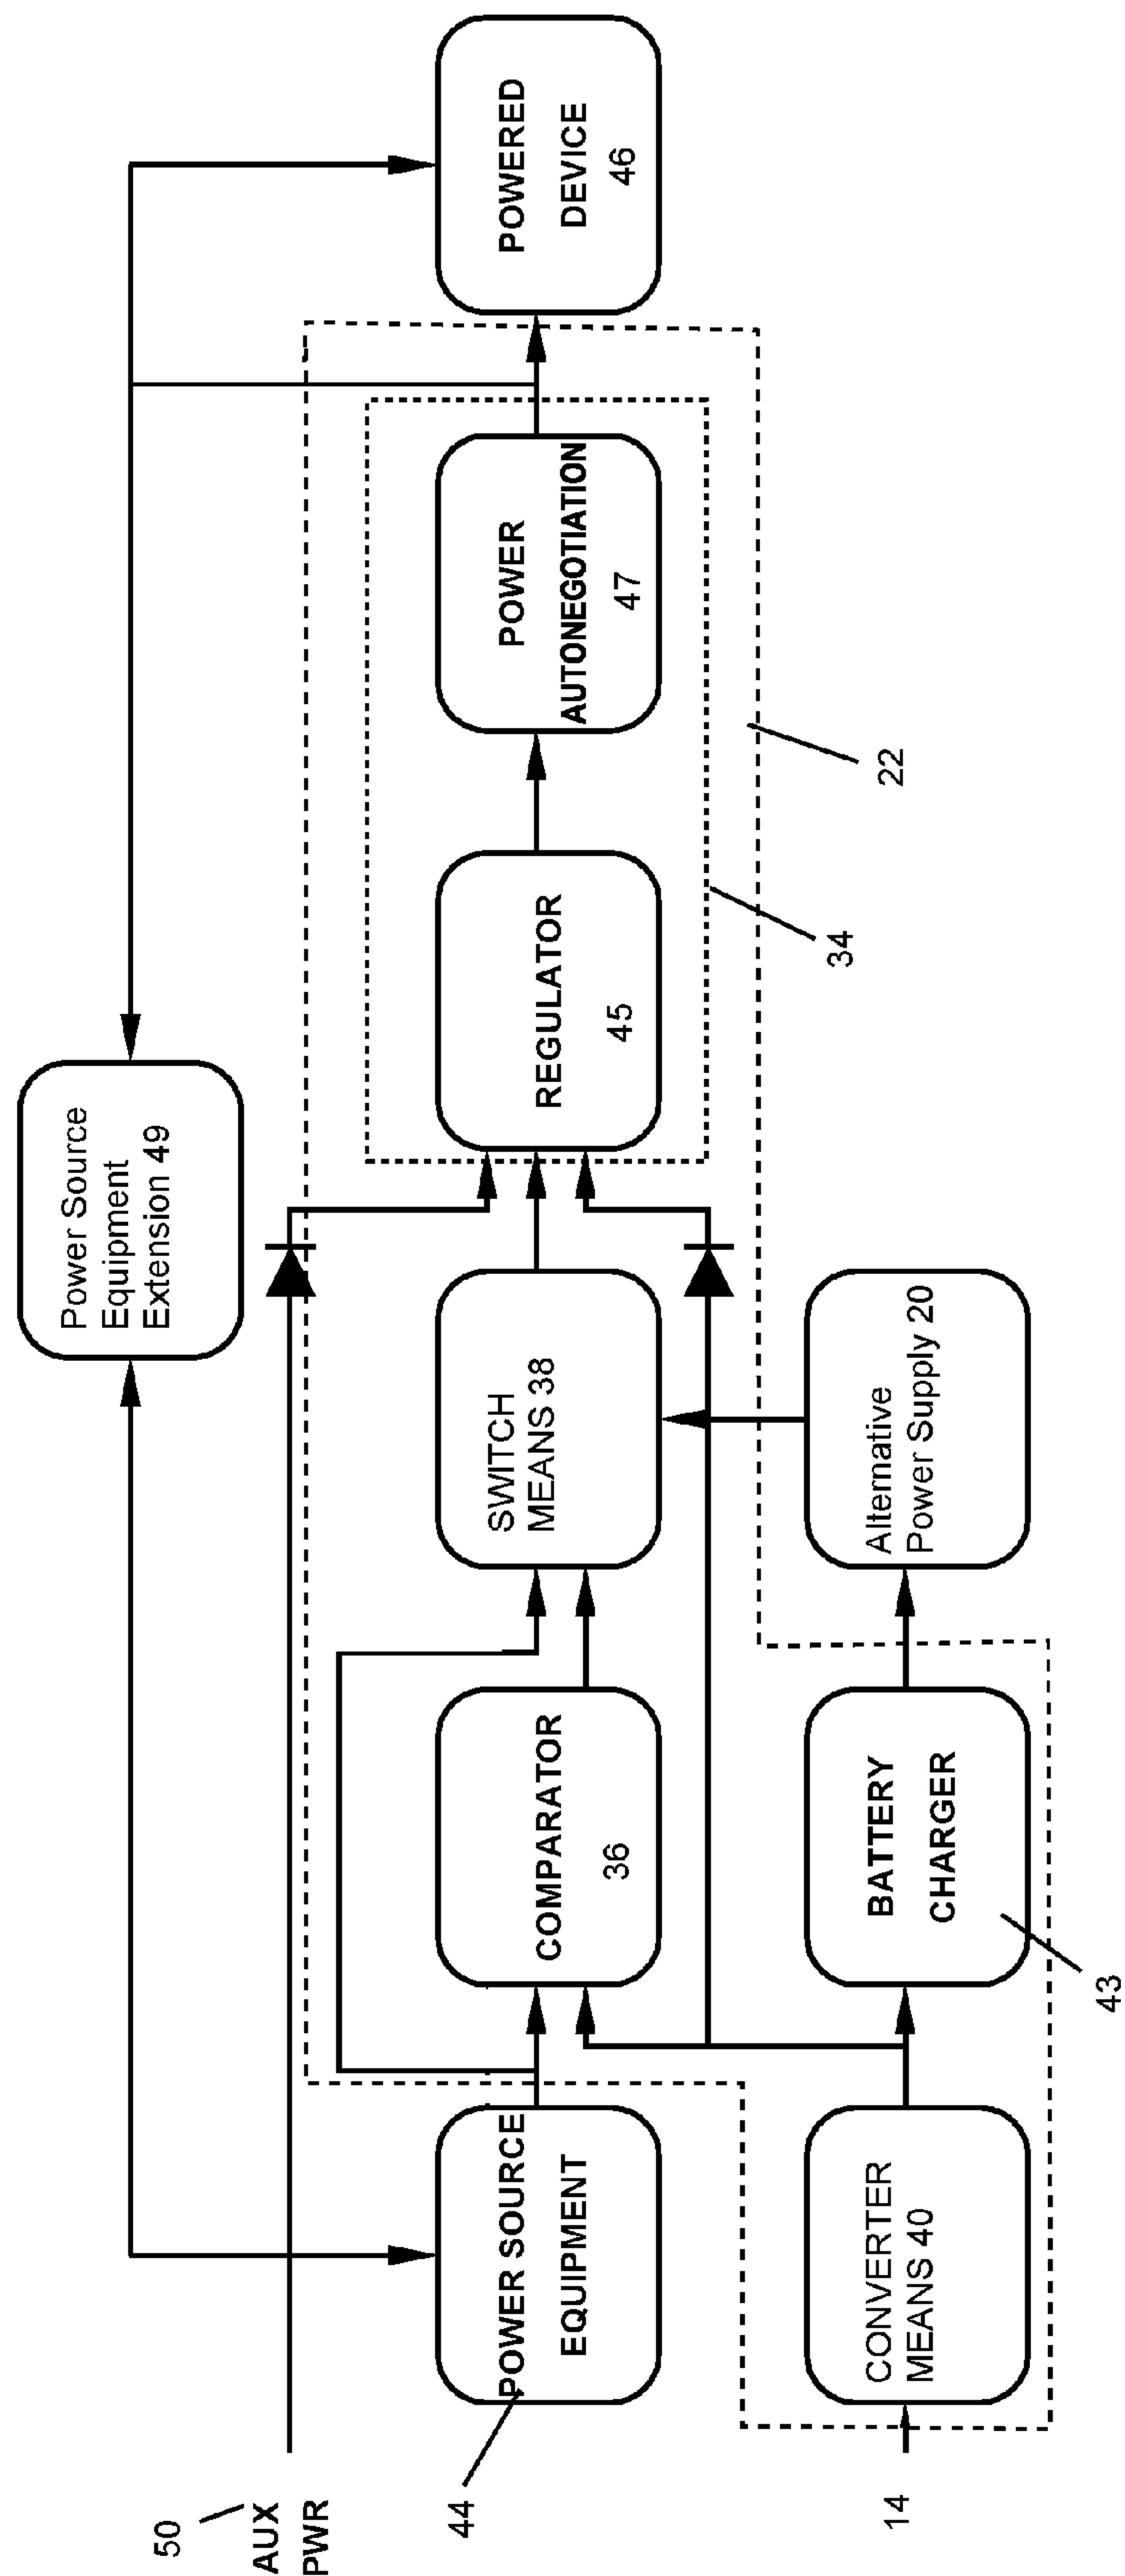 Power Source
Equipment
Extension 49
50
AUX
PWR
44
POWER SOURCE
EQUIPMENT
COMPARATOR
36
SWITCH
MEANS 38
REGULATOR
45
POWER
AUTONEGOTIATION
47
POWERED
DEVICE
46
34
22
14
CONVERTER
MEANS 40
BATTERY
CHARGER
43
Alternative
Power Supply 20